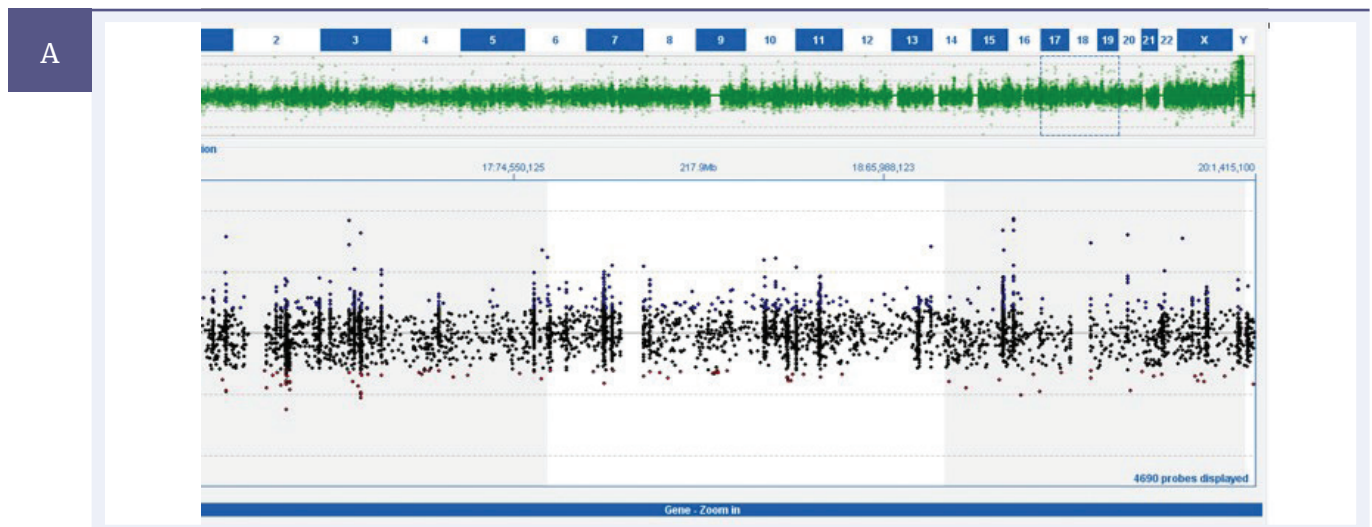 A
2 3 4 5 6 7 8 9 10 11 12 13 14 15 16 17 18 19 20 21 22 X Y
ion
17:74,550,125 217.9Mb 18:65,988,123 20:1,415,100
4690 probes displayed
Gene - Zoom in